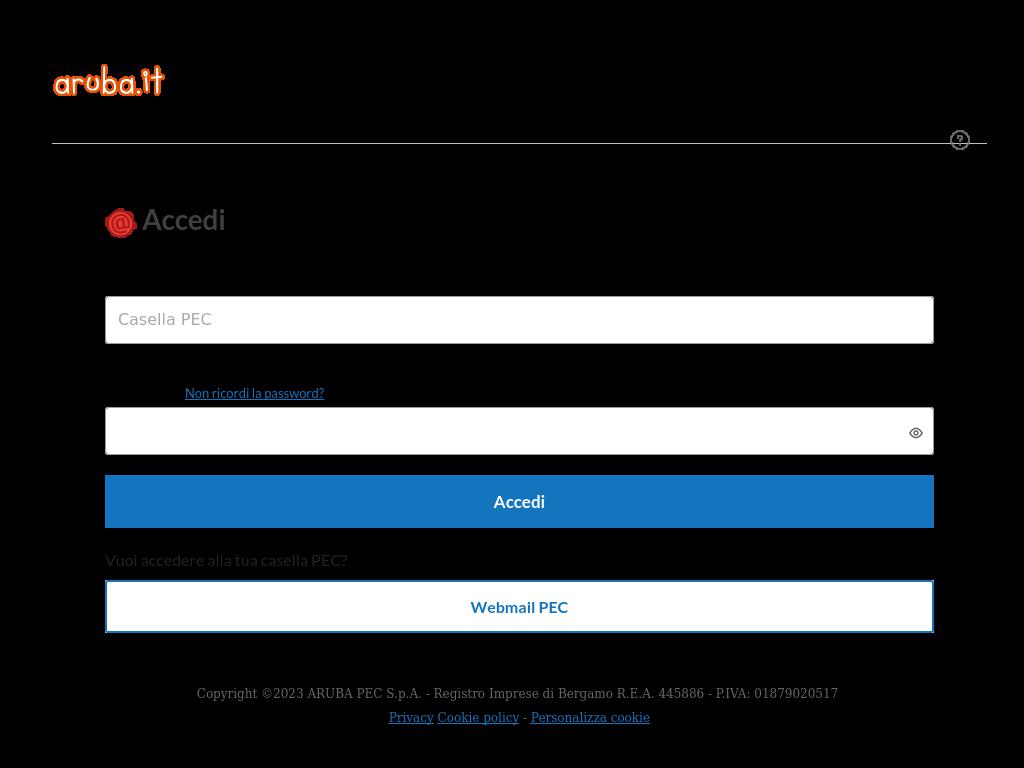 aruba.it
Accedi
Casella PEC
Non ricordi la password?
Accedi
Vuoi accedere alla tua casella PEC?
Webmail PEC
Copyright ©2023 ARUBA PEC S.p.A. - Registro Imprese di Bergamo R.E.A. 445886 - P.IVA: 01879020517
Privacy Cookie policy - Personalizza cookie